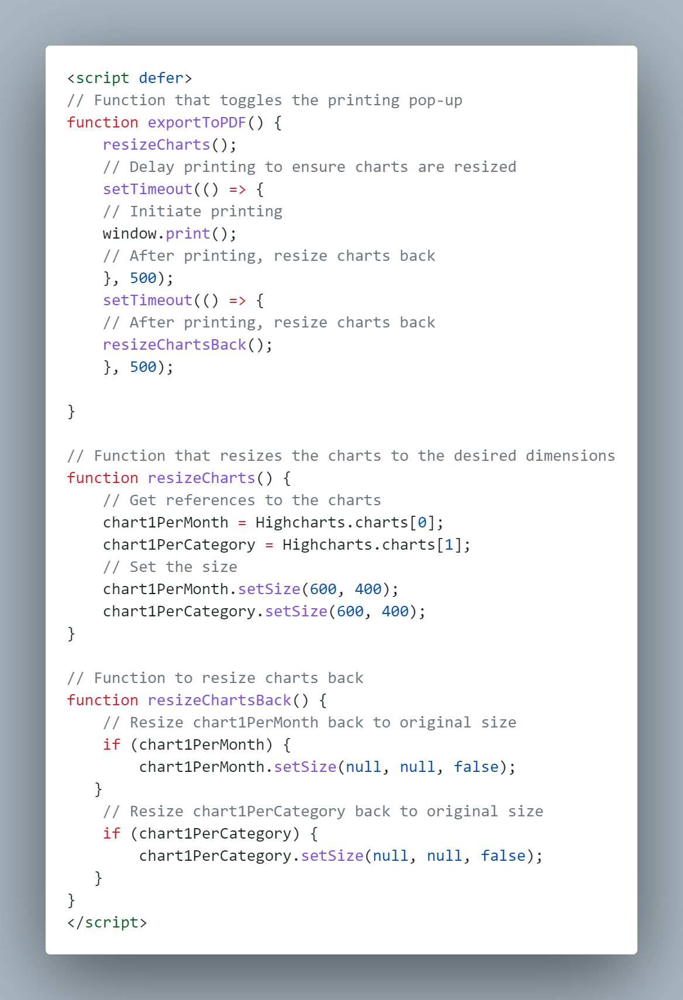 <script defer>
// Function that toggles the printing pop-up
function exportToPDF() {
    resizeCharts();
    // Delay printing to ensure charts are resized
    setTimeout(() => {
    // Initiate printing
    window.print();
    // After printing, resize charts back
    }, 500);
    setTimeout(() => {
    // After printing, resize charts back
    resizeChartsBack();
    }, 500);

}

// Function that resizes the charts to the desired dimensions
function resizeCharts() {
    // Get references to the charts
    chart1PerMonth = Highcharts.charts[0];
    chart1PerCategory = Highcharts.charts[1];
    // Set the size
    chart1PerMonth.setSize(600, 400);
    chart1PerCategory.setSize(600, 400);
}

// Function to resize charts back
function resizeChartsBack() {
    // Resize chart1PerMonth back to original size
    if (chart1PerMonth) {
        chart1PerMonth.setSize(null, null, false);
   }
    // Resize chart1PerCategory back to original size
    if (chart1PerCategory) {
        chart1PerCategory.setSize(null, null, false);
   }
}
</script>